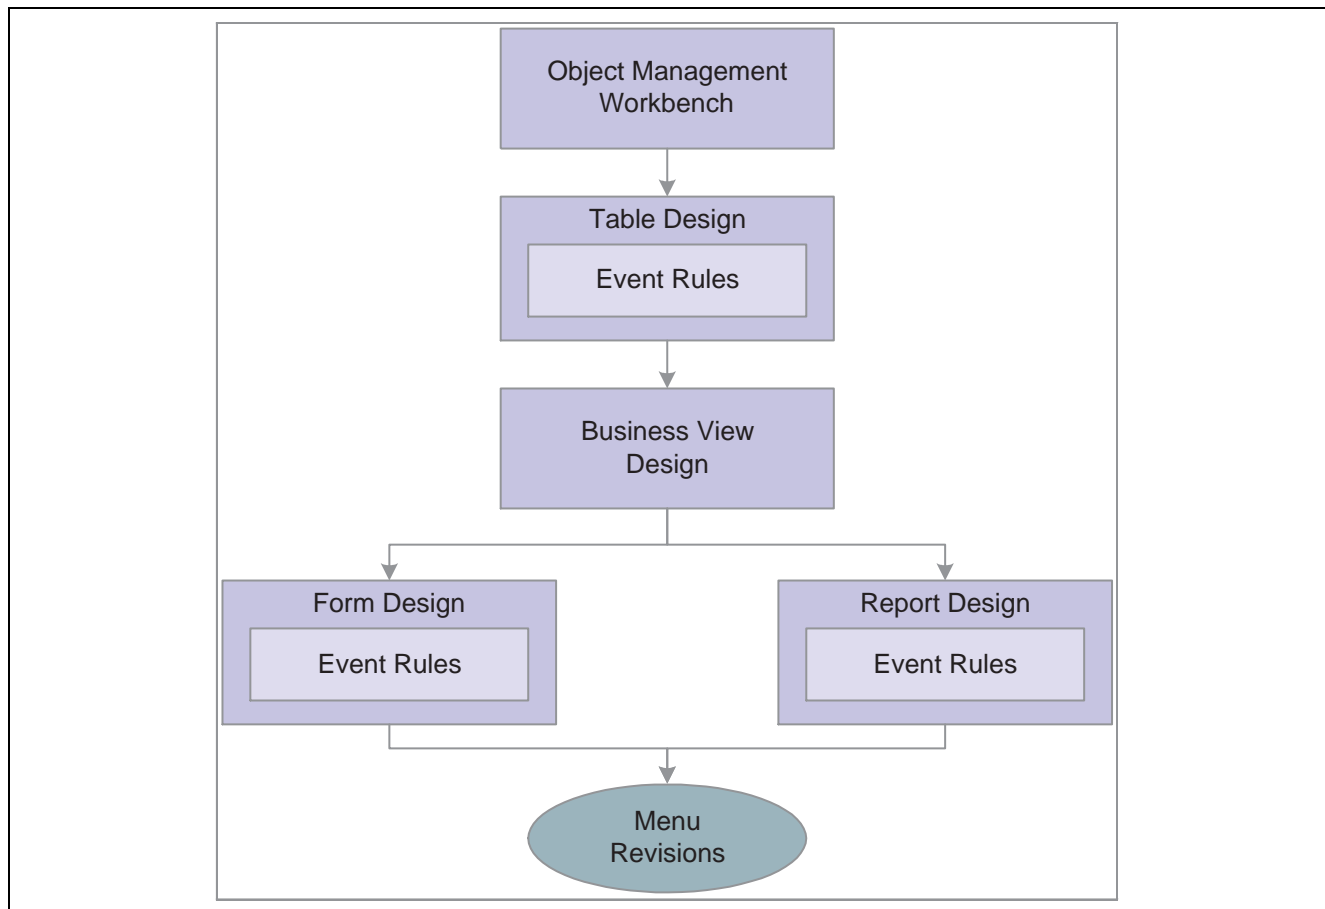 Object Management
Workbench
Table Design
Event Rules
Business View
Design
Form Design
Event Rules
Report Design
Event Rules
Menu
Revisions